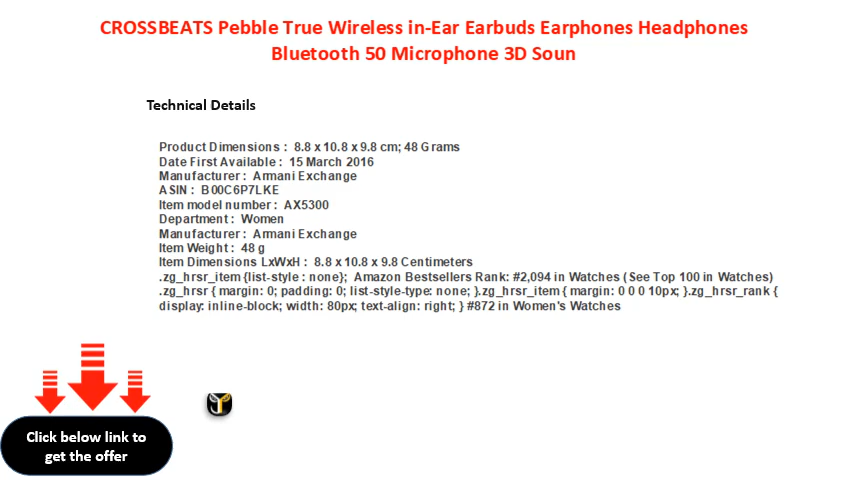 CROSSBEATS Pebble True Wireless in-Ear Earbuds Earphones Headphones
Bluetooth 50 Microphone 3D Soun
Technical Details
Product Dimensions : 8.8 x 10.8 x 9.8 cm; 48 Grams
Date First Available : 15 March 2016
Manufacturer : Armani Exchange
ASIN : B00C6P7LKE
Item model number : AX5300
Department : Women
Manufacturer : Armani Exchange
Item Weight : 48 g
Item Dimensions LxWxH : 8.8 x 10.8 x 9.8 Centimeters
.zg_hrsr_item {list-style : none}; Amazon Bestsellers Rank: #2,094 in Watches (See Top 100 in Watches)
.zg_hrsr { margin: 0; padding: 0; list-style-type: none; }.zg_hrsr_item { margin: 0 0 0 10px; }.zg_hrsr_rank {
display: inline-block; width: 80px; text-align: right; } #872 in Women's Watches
Click below link to
get the offer